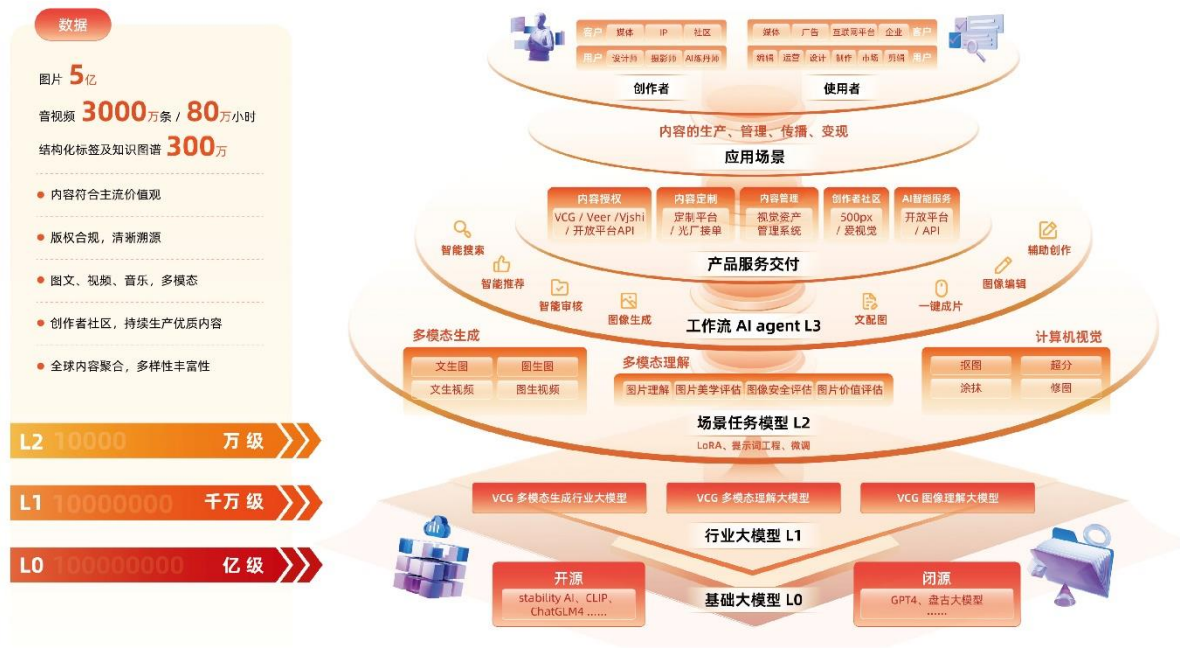 数据
图片 5亿
音视频 3000万条 / 80万小时
结构化标签及知识图谱 300万
内容符合主流价值观
版权合规，清晰溯源
图文、视频、音乐，多模态
创作者社区，持续生产优质内容
全球内容聚合，多样性丰富性
L2 10000 万级
L1 10000000 千万级
L0 100000000 亿级
客户 媒体 IP 社区
用户 设计师 摄影师 AI炼丹师
创作者
媒体 广告 互联网平台 企业 客户
编辑 运营 设计 制作 市场 剪辑 用户
使用者
内容的生产、管理、传播、变现
应用场景
内容授权
VCG / Veer /Vjshi
/ 开放平台API
内容定制
定制平台
/ 光厂接单
内容管理
视觉资产
管理系统
创作者社区
500px
/ 爱视觉
AI智能服务
开放平台
/ API
产品服务交付
智能搜索
智能推荐
智能审核
图像生成
文配图
一键成片
图像编辑
辅助创作
工作流 AI agent L3
多模态生成
文生图 图生图
文生视频 图生视频
多模态理解
图片理解 图片美学评估 图像安全评估 图片价值评估
计算机视觉
抠图 超分
涂抹 修图
场景任务模型 L2
LoRA、提示词工程、微调
VCG 多模态生成行业大模型
VCG 多模态理解大模型
VCG 图像理解大模型
行业大模型 L1
开源
stability AI、CLIP、
ChatGLM4 ......
闭源
GPT4、盘古大模型
......
基础大模型 L0